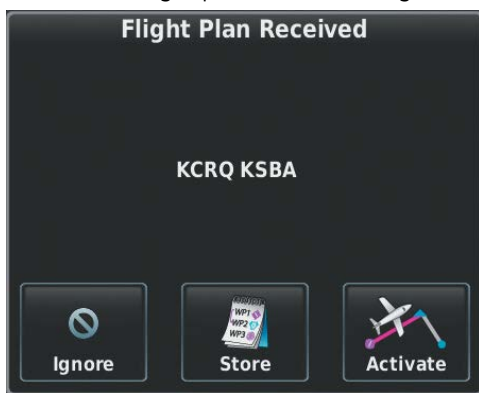 Flight Plan Received
KCRQ KSBA
WP1
WP2
WP3
Ignore
Store
Activate